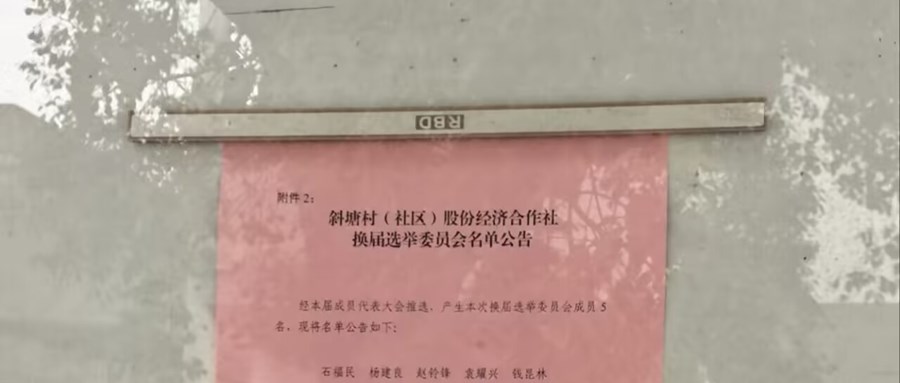 RBD
附件 2:
斜塘村（社区）股份经济合作社
换届选举委员会名单公告
经本届成员代表大会推选，产生本次换届选举委员会成员 5
名，现将名单公告如下:
石福民 杨建良 赵铃锋 袁耀兴 钱昆林